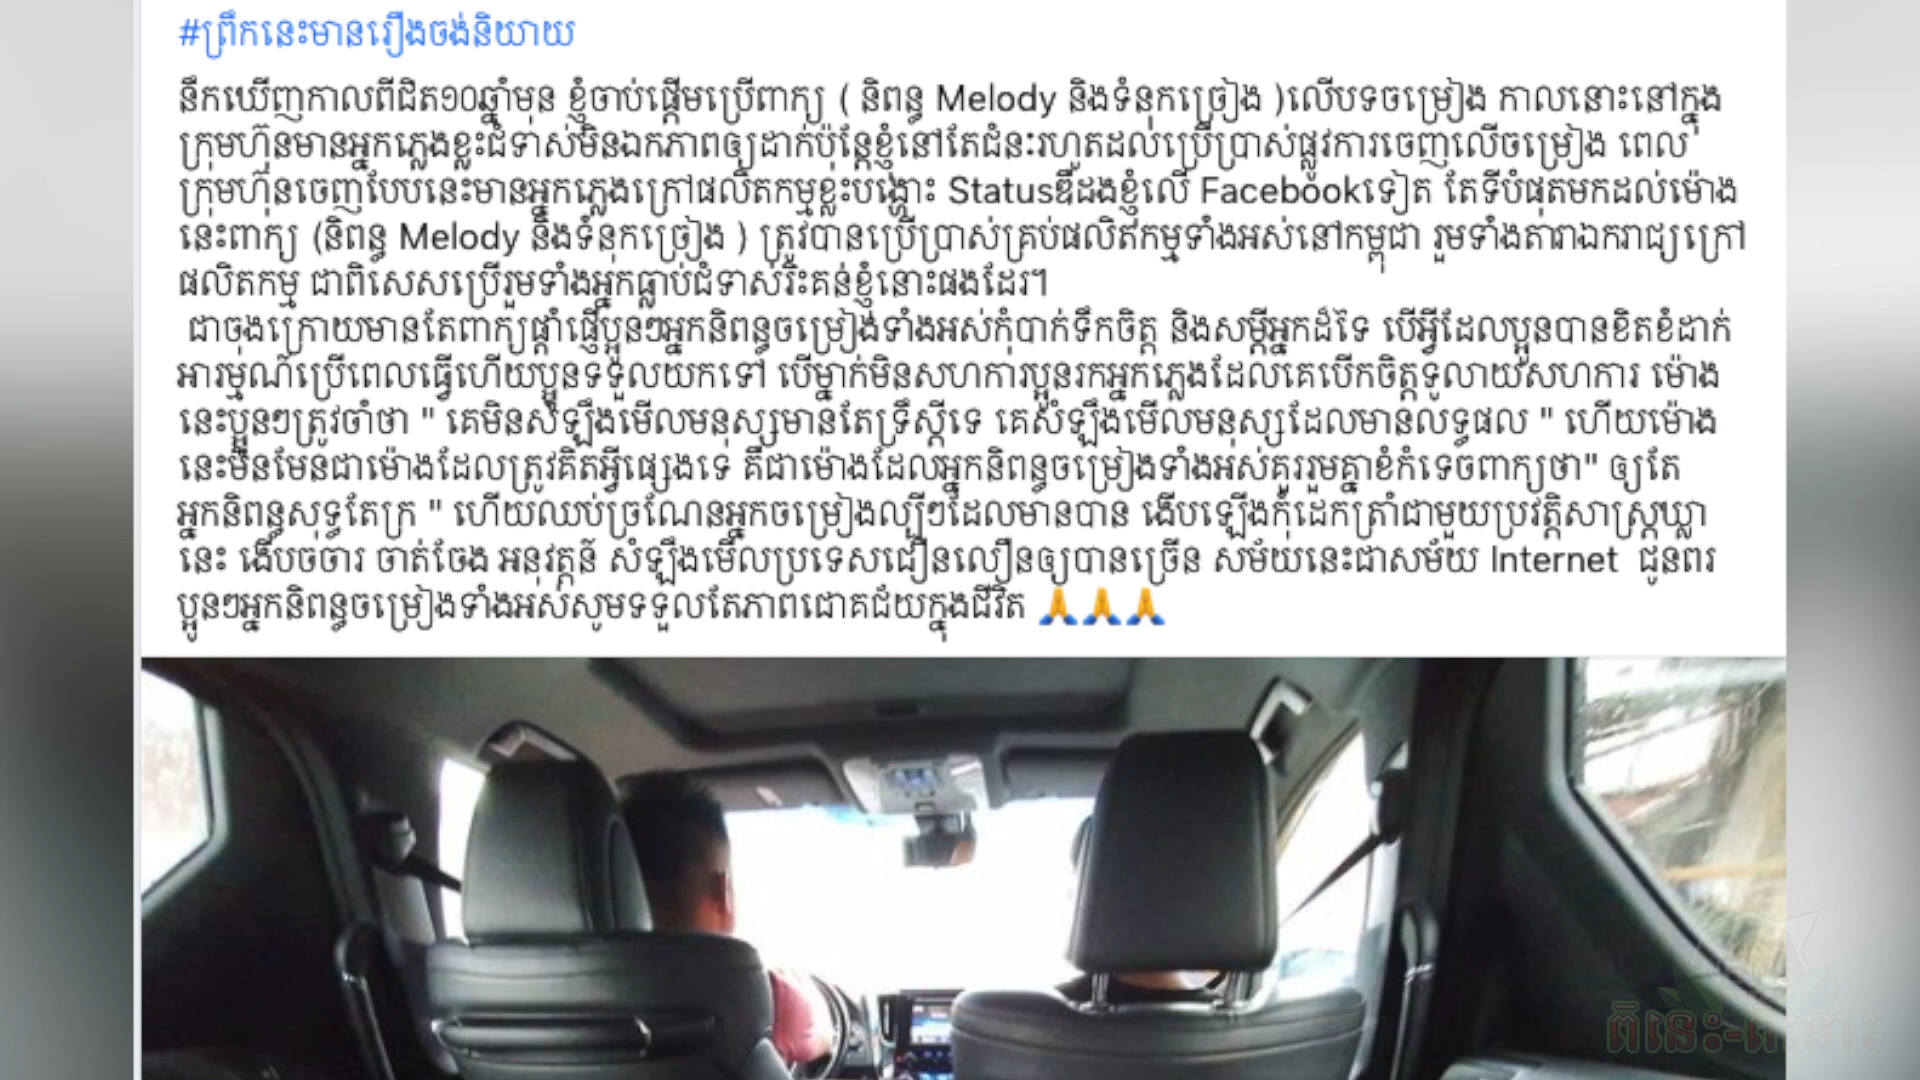 #ព្រឹកនេះមានរឿងចង់និយាយ
នឹកឃើញកាលពីជិត១០ឆ្នាំមុន ខ្ញុំចាប់ផ្ដើមប្រើពាក្យ ( និពន្ធ Melody និងទំនុកច្រៀង )លើបទចម្រៀង កាលនោះនៅក្នុង
ក្រុមហ៊ុនមានអ្នកភ្លេងខ្លះជំទាស់មិនឯកភាពឲ្យដាក់ប៉ុន្តែខ្ញុំនៅតែជំនះរហូតដល់ប្រើប្រាស់ផ្លូវការចេញលើចម្រៀង ពេល
ក្រុមហ៊ុនចេញបែបនេះមានអ្នកភ្លេងក្រៅផលិតកម្មខ្លះបង្ហោះ Statusឌឺដងខ្ញុំលើ Facebookទៀត តែទីបំផុតមកដល់ម៉ោង
នេះពាក្យ (និពន្ធ Melody និងទំនុកច្រៀង ) ត្រូវបានប្រើប្រាស់គ្រប់ផលិតកម្មទាំងអស់នៅកម្ពុជា រួមទាំងតារាឯករាជ្យក្រៅ
ផលិតកម្ម ជាពិសេសប្រើរួមទាំងអ្នកធ្លាប់ជំទាស់រិះគន់ខ្ញុំនោះផងដែរ។
ជាចុងក្រោយមានតែពាក្យផ្ដាំផ្ញើប្អូនៗអ្នកនិពន្ធចម្រៀងទាំងអស់កុំបាក់ទឹកចិត្ត និងសម្ដីអ្នកដ៏ទៃ បើអ្វីដែលប្អូនបានខិតខំដាក់
អារម្មណ៍ប្រើពេលធ្វើហើយប្អូនទទួលយកទៅ បើម្នាក់មិនសហការប្អូនរកអ្នកភ្លេងដែលគេបើកចិត្តទូលាយសហការ ម៉ោង
នេះប្អូនៗត្រូវចាំថា " គេមិនសំឡឹងមើលមនុស្សមានតែទ្រឹស្ដីទេ គេសំឡឹងមើលមនុស្សដែលមានលទ្ធផល " ហើយម៉ោង
នេះមិនមែនជាម៉ោងដែលត្រូវគិតអ្វីផ្សេងទេ គឺជាម៉ោងដែលអ្នកនិពន្ធចម្រៀងទាំងអស់គួររួមគ្នាខំកំទេចពាក្យថា" ឲ្យតែ
អ្នកនិពន្ធសុទ្ធតែក្រ " ហើយឈប់ច្រណែនអ្នកចម្រៀងល្បីៗដែលមានបាន ងើបឡើងកុំដេកត្រាំជាមួយប្រវត្តិសាស្ត្រឃ្លា
នេះ ងើបចចារ ចាត់ចែង អនុវត្តន៍ សំឡឹងមើលប្រទេសជឿនលឿនឲ្យបានច្រើន សម័យនេះជាសម័យ Internet ជូនពរ
ប្អូនៗអ្នកនិពន្ធចម្រៀងទាំងអស់សូមទទួលតែភាពជោគជ័យក្នុងជីវិត 🙏🙏🙏
ពីនេះ-ពីនោះ